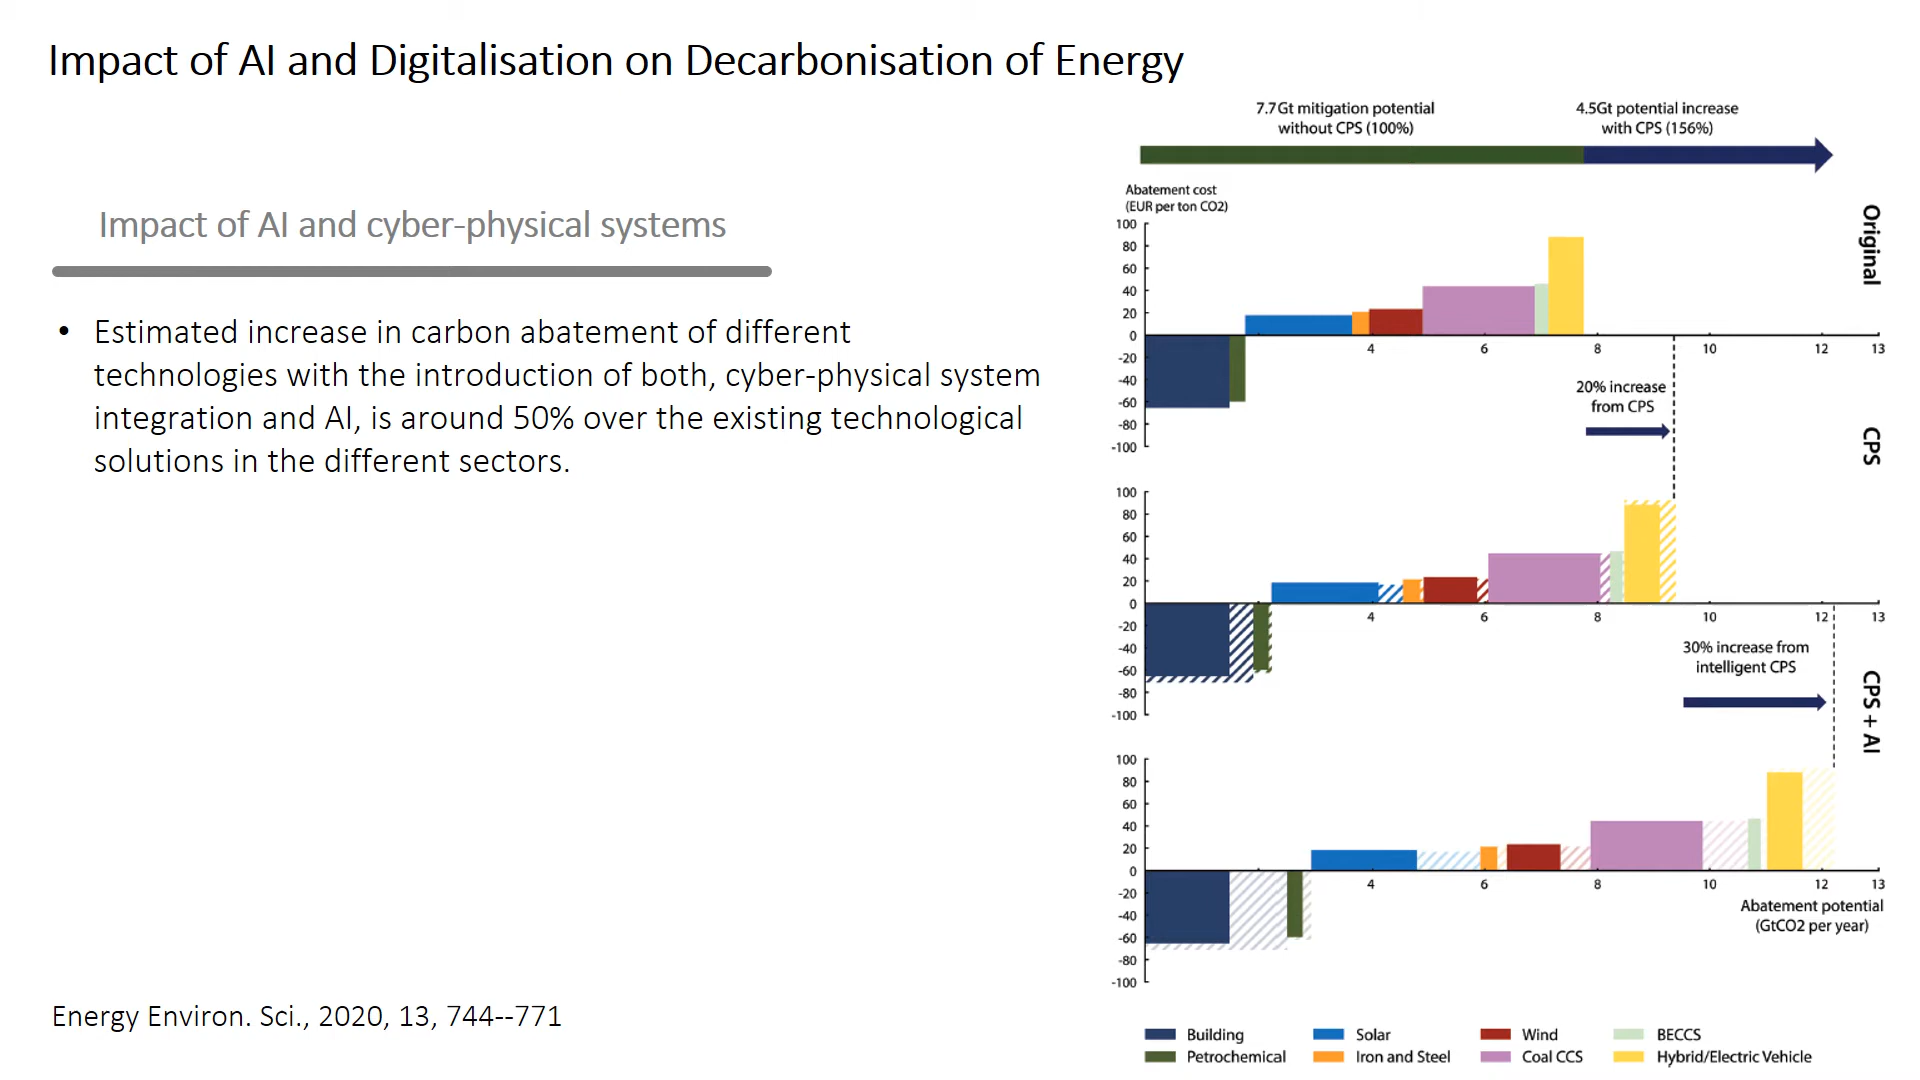 Impact of AI and Digitalisation on Decarbonisation of Energy
Impact of AI and cyber-physical systems
• Estimated increase in carbon abatement of different
technologies with the introduction of both, cyber-physical system
integration and AI, is around 50% over the existing technological
solutions in the different sectors.
Energy Environ. Sci., 2020, 13, 744--771
7.7Gt mitigation potential
without CPS (100%)
4.5Gt potential increase
with CPS (156%)
Abatement cost
(EUR per ton CO2)
100
80
60
40
20
0
-20
-40
-60
-80
-100
4 6 8 10 12 13
Original
20% increase
from CPS
CPS
100
80
60
40
20
0
-20
-40
-60
-80
-100
4 6 8 10 12 13
30% increase from
intelligent CPS
CPS + AI
100
80
60
40
20
0
-20
-40
-60
-80
-100
4 6 8 10 12 13
Abatement potential
(GtCO2 per year)
Building Solar Wind BECCS
Petrochemical Iron and Steel Coal CCS Hybrid/Electric Vehicle